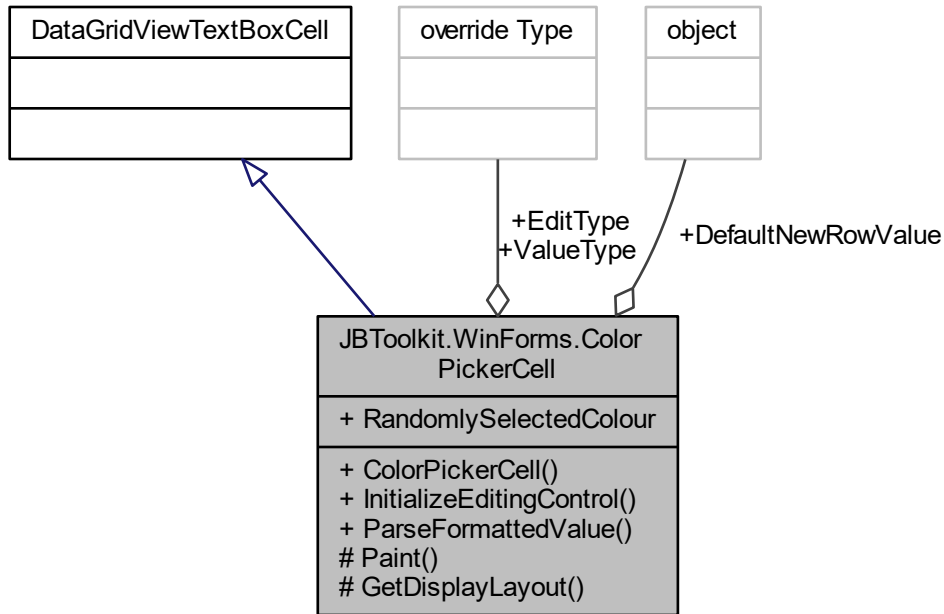 DataGridViewTextBoxCell
override Type
object
+EditType
+ValueType
+DefaultNewRowValue
JBToolkit.WinForms.Color
PickerCell
+ RandomlySelectedColour
+ ColorPickerCell()
+ InitializeEditingControl()
+ ParseFormattedValue()
# Paint()
# GetDisplayLayout()